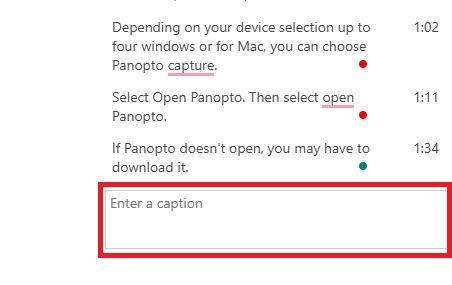 Depending on your device selection up to 1:02
four windows or for Mac, you can choose
Panopto capture.
Select Open Panopto. Then select open 1:11
Panopto.
If Panopto doesn't open, you may have to 1:34
download it.
Enter a caption